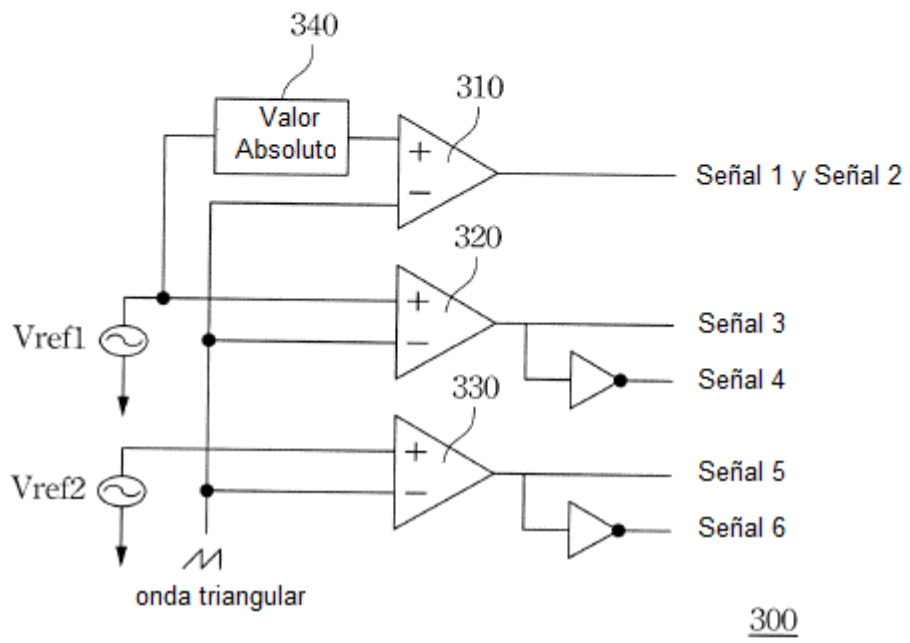 340
Valor
Absoluto
310
+
−
Señal 1 y Señal 2
320
Vref1
+
−
Señal 3
Señal 4
330
Vref2
+
−
Señal 5
Señal 6
onda triangular
300